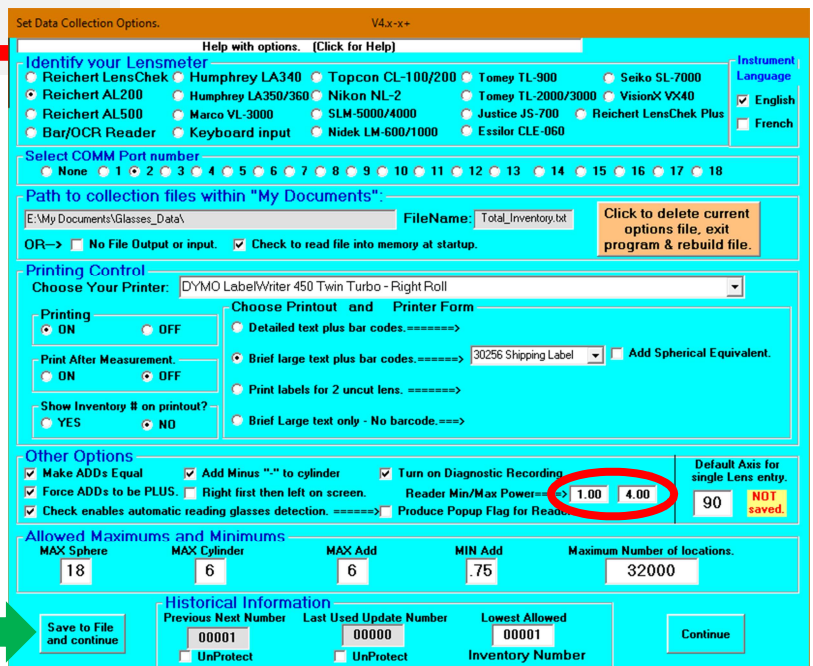 Set Data Collection Options. V4.x-x+
Help with options. (Click for Help)
Identify your Lensmeter
Instrument Language
Reichert LensChek Humphrey LA340 Topcon CL-100/200 Tomey TL-900 Seiko SL-7000
Reichert AL200 Humphrey LA350/360 Nikon NL-2 Tomey TL-2000/3000 VisionX VX40 English
Reichert AL500 Marco VL-3000 SLM-5000/4000 Justice JS-700 Reichert LensChek Plus
Bar/OCR Reader Keyboard input Nidek LM-600/1000 Essilor CLE-060 French
Select COMM Port number
None 1 2 3 4 5 6 7 8 9 10 11 12 13 14 15 16 17 18
Path to collection files within "My Documents":
E:\My Documents\Glasses_Data\ FileName: Total_Inventory.txt
OR--> No File Output or input. Check to read file into memory at startup.
Click to delete current
options file, exit
program & rebuild file.
Printing Control
Choose Your Printer: DYMO LabelWriter 450 Twin Turbo - Right Roll
Printing
ON OFF
Print After Measurement.
ON OFF
Show Inventory # on printout?
YES NO
Choose Printout and Printer Form
Detailed text plus bar codes.=======>
Brief large text plus bar codes.======> 30256 Shipping Label Add Spherical Equivalent.
Print labels for 2 uncut lens. =======>
Brief Large text only - No barcode.===>
Other Options
Make ADDs Equal Add Minus "-" to cylinder Turn on Diagnostic Recording
Force ADDs to be PLUS. Right first then left on screen. Reader Min/Max Power====> 1.00 4.00
Check enables automatic reading glasses detection. ======> Produce Popup Flag for
Default Axis for
single Lens entry.
90 NOT saved.
Allowed Maximums and Minimums
MAX Sphere MAX Cylinder MAX Add MIN Add Maximum Number of locations.
18 6 6 .75 32000
Save to File
and continue
Historical Information
Previous Next Number Last Used Update Number Lowest Allowed
00001 00000 00001
UnProtect UnProtect Inventory Number
Continue